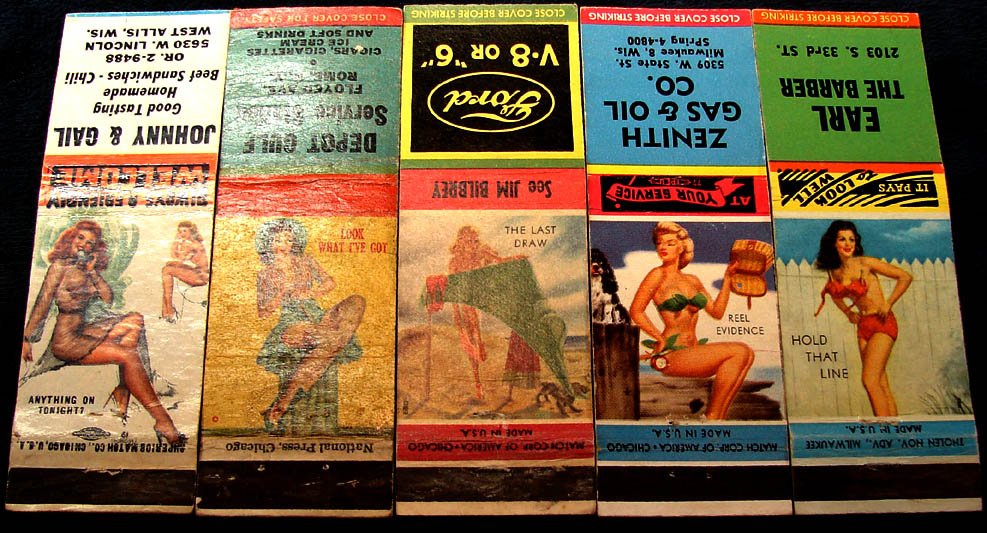 SUPERIOR MATCH CO., CHICAGO, U.S.A.
ANYTHING ON
TONIGHT?
ALWAYS A FRIENDLY
WELCOME
JOHNNY & GAIL
Good Tasting
Homemade
Beef Sandwiches - Chili
OR. 2-9488
5630 W. LINCOLN
WEST ALLIS, WIS.
National Press, Chicago
LOOK
WHAT I'VE GOT
DEPOT GULF
Service Station
FLOYD AVE.
ROME, N.Y.
CIGARS, CIGARETTES
ICE CREAM
AND SOFT DRINKS
CLOSE COVER FOR SAFETY
MADE IN U.S.A.
MATCH CORP. OF AMERICA • CHICAGO
THE LAST
DRAW
See JIM BILBREY
Ford
V-8 OR "6"
CLOSE COVER BEFORE STRIKING
MADE IN U.S.A.
MATCH CORP. OF AMERICA • CHICAGO
REEL
EVIDENCE
AT YOUR SERVICE
ZENITH
GAS & OIL
CO.
5309 W. State St.
Milwaukee 8, Wis.
SPring 4-4800
CLOSE COVER BEFORE STRIKING
MADE IN U.S.A.
THOLEN NOV. ADV., MILWAUKEE
HOLD
THAT
LINE
IT PAYS
to LOOK
WELL
EARL
THE BARBER
2103 S. 33rd ST.
CLOSE COVER BEFORE STRIKING